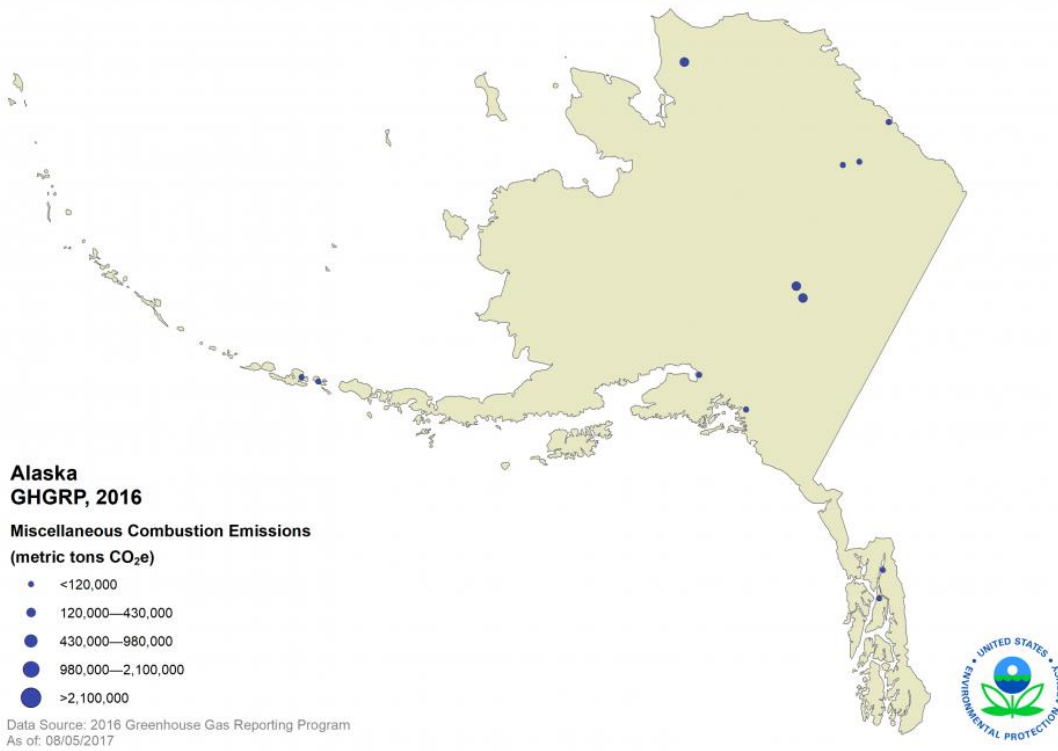 Alaska
GHGRP, 2016
Miscellaneous Combustion Emissions
(metric tons CO₂e)
<120,000
120,000—430,000
430,000—980,000
980,000—2,100,000
>2,100,000
Data Source: 2016 Greenhouse Gas Reporting Program
As of: 08/05/2017
UNITED STATES
ENVIRONMENTAL PROTECTION